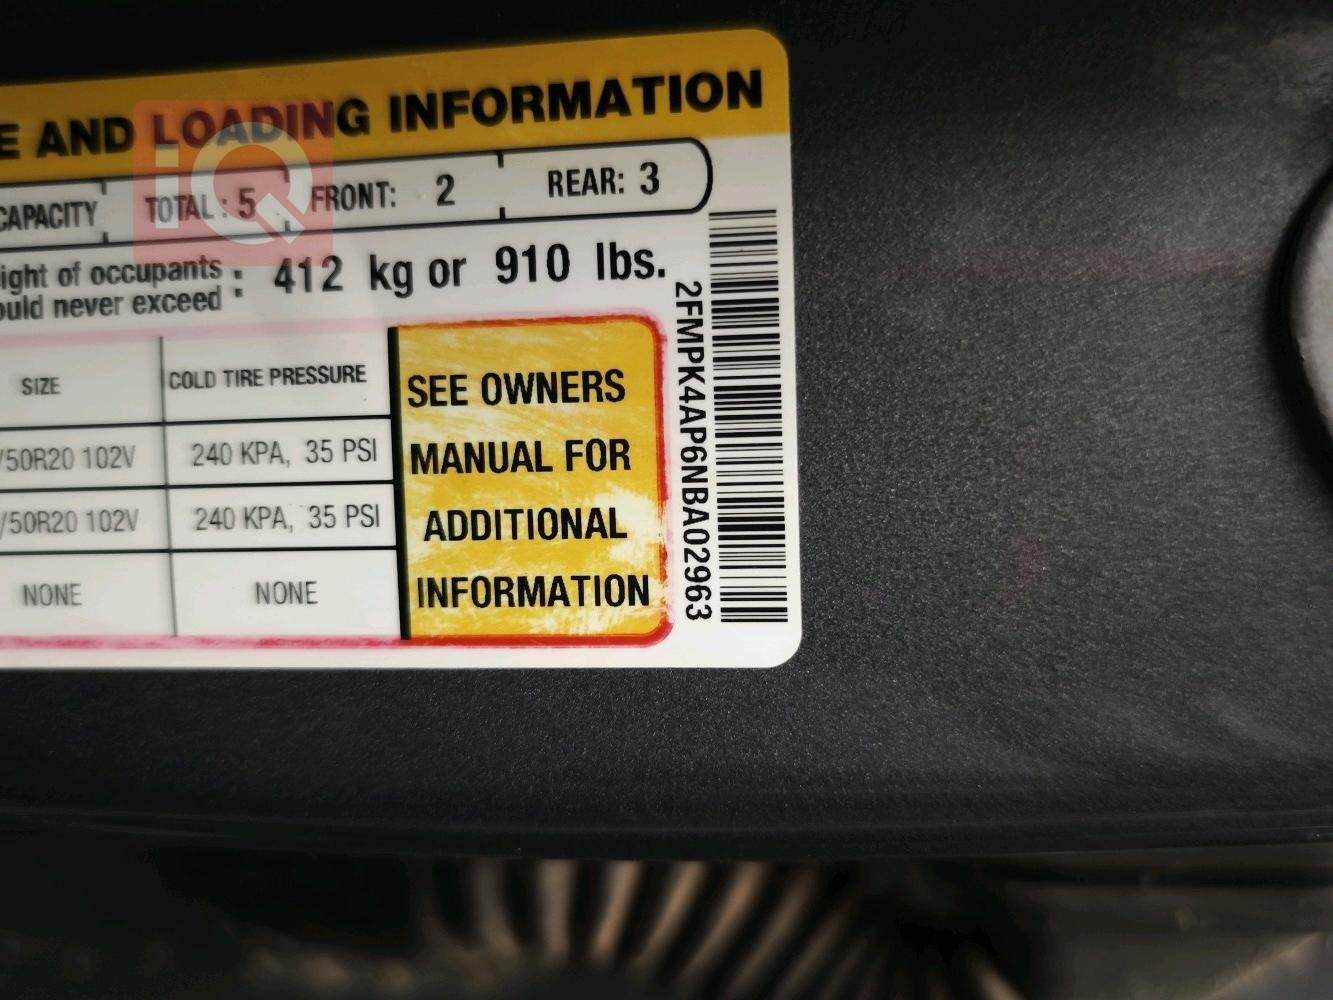 E AND LOADING INFORMATION
CAPACITY TOTAL : 5 FRONT: 2 REAR: 3
ight of occupants : 412 kg or 910 lbs.
ould never exceed
SIZE COLD TIRE PRESSURE
/50R20 102V 240 KPA, 35 PSI
/50R20 102V 240 KPA, 35 PSI
NONE NONE
SEE OWNERS
MANUAL FOR
ADDITIONAL
INFORMATION
2FMPK4AP6NBA02963
iQ